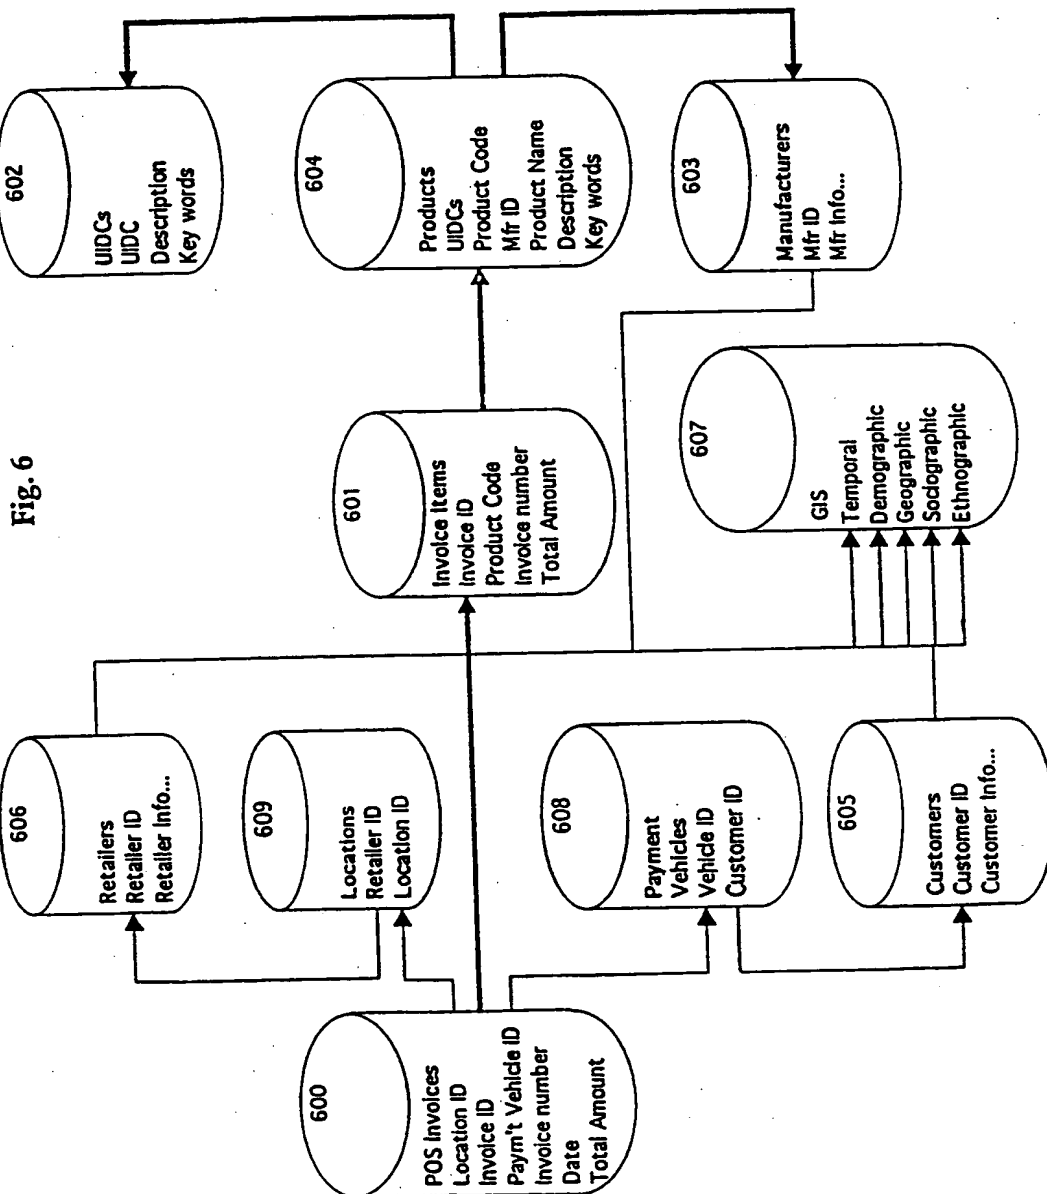 Fig. 6
602
UIDCs
UIDC
Description
Key words
604
Products
UIDCs
Product Code
Mfr ID
Product Name
Description
Key words
603
Manufacturers
Mfr ID
Mfr Info...
601
Invoice Items
Invoice ID
Product Code
Invoice number
Total Amount
607
GIS
Temporal
Demographic
Geographic
Sociographic
Ethnographic
606
Retailers
Retailer ID
Retailer Info...
609
Locations
Retailer ID
Location ID
608
Payment
Vehicles
Vehicle ID
Customer ID
605
Customers
Customer ID
Customer Info...
600
POS Invoices
Location ID
Invoice ID
Paym't Vehicle ID
Invoice number
Date
Total Amount